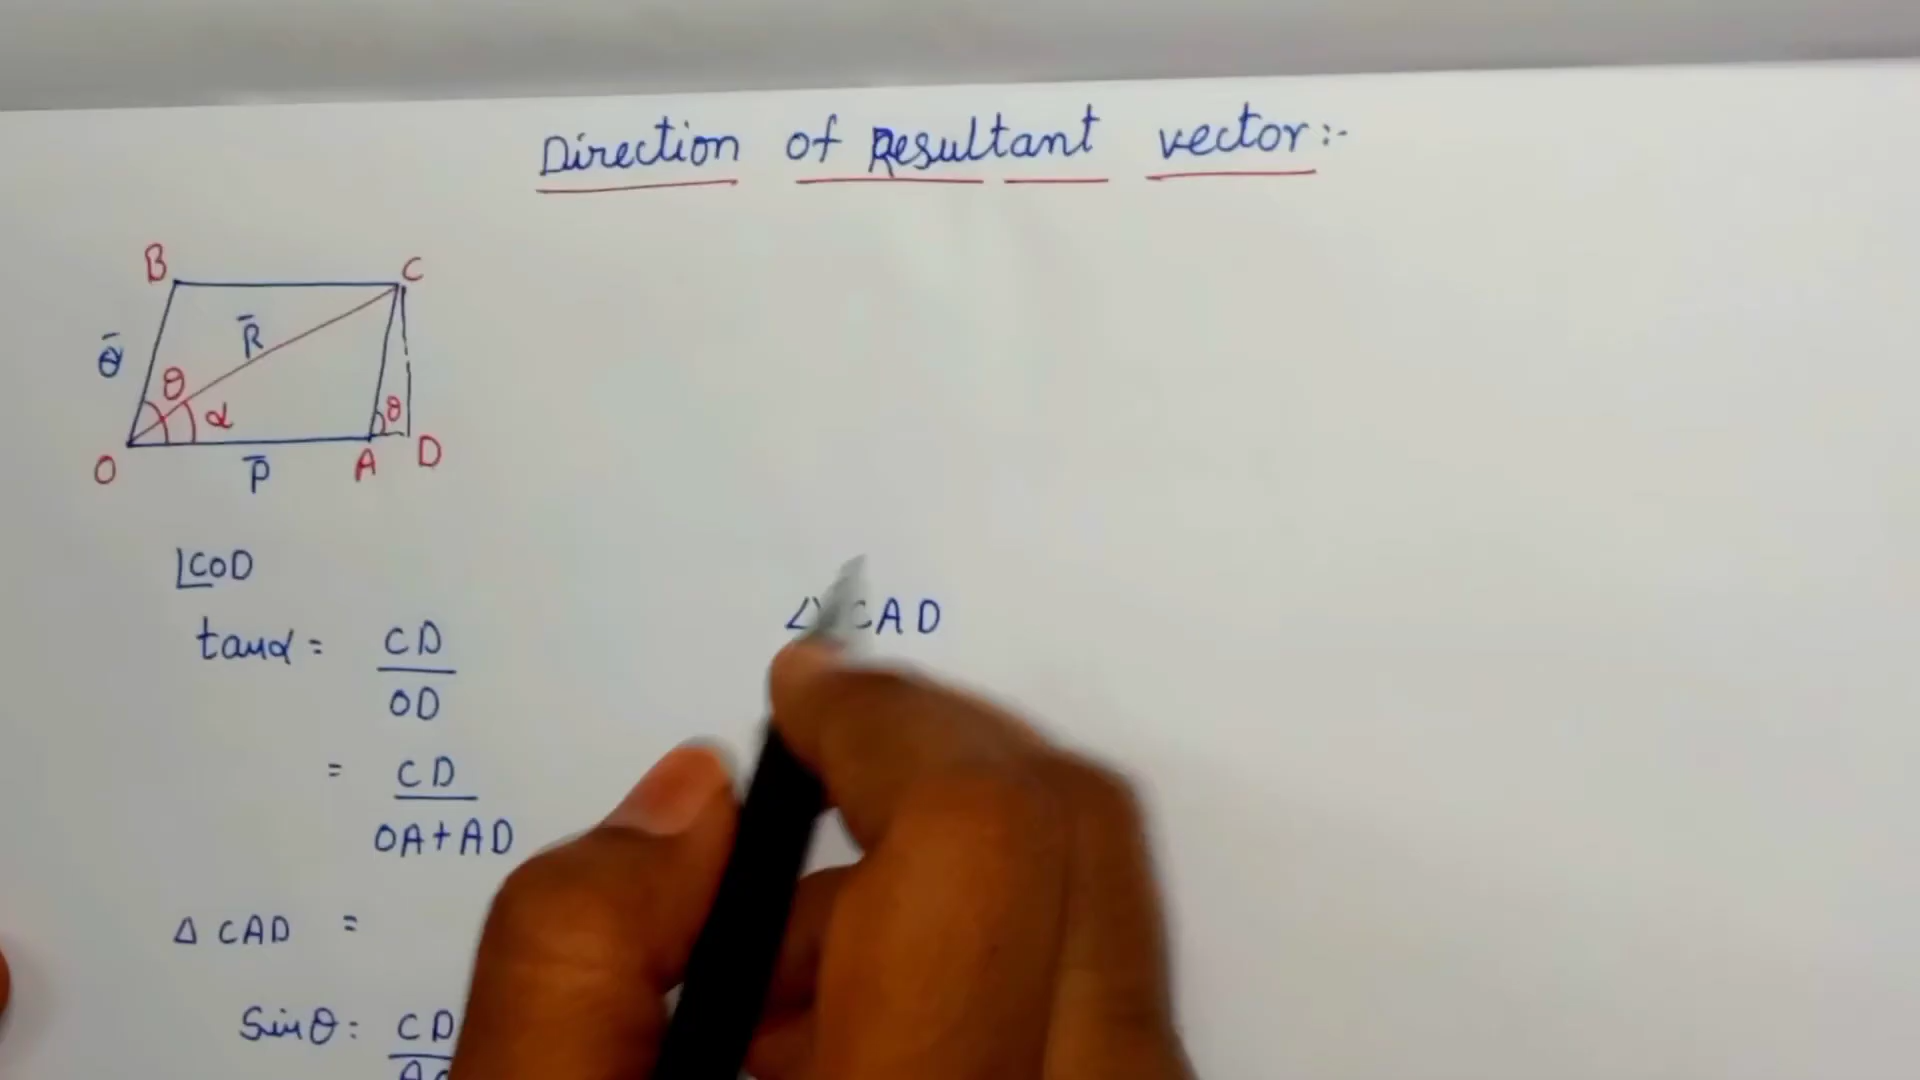 Direction of Resultant vector:-
B
C
R̄
Q̄
θ
α
θ
O
P̄
A
D
∠COD
tanα = CD
OD
= CD
OA+AD
Δ CAD =
Sinθ = CD
Δ CAD